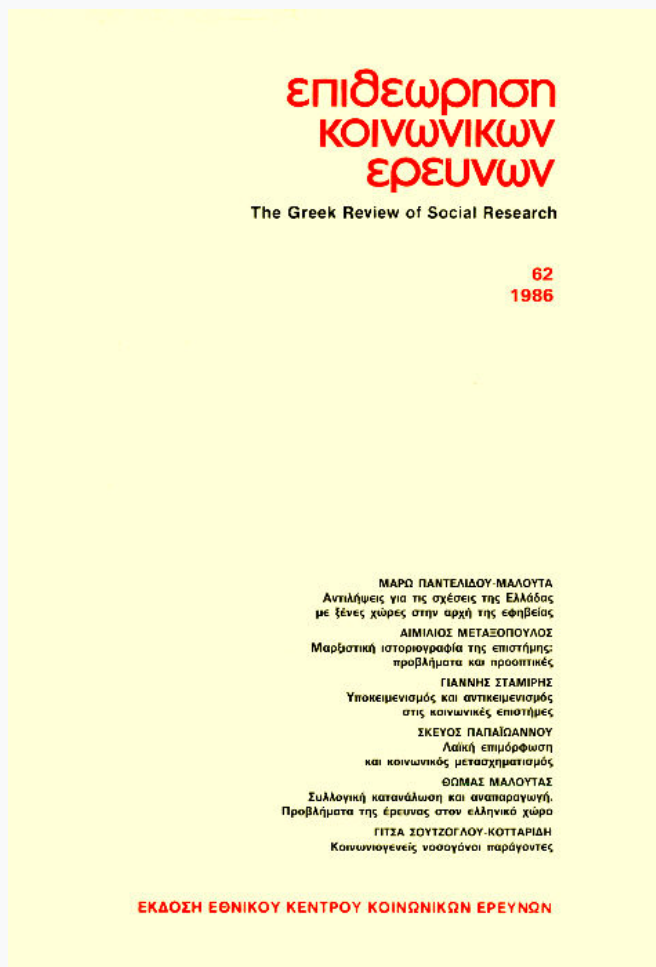 επιθεωρηση
κοινωνικων
ερευνων
The Greek Review of Social Research
62
1986
ΜΑΡΩ ΠΑΝΤΕΛΙΔΟΥ-ΜΑΛΟΥΤΑ
Αντιλήψεις για τις σχέσεις της Ελλάδας
με ξένες χώρες στην αρχή της εφηβείας
ΑΙΜΙΛΙΟΣ ΜΕΤΑΞΟΠΟΥΛΟΣ
Μαρξιστική ιστοριογραφία της επιστήμης:
προβλήματα και προοπτικές
ΓΙΑΝΝΗΣ ΣΤΑΜΙΡΗΣ
Υποκειμενισμός και αντικειμενισμός
στις κοινωνικές επιστήμες
ΣΚΕΥΟΣ ΠΑΠΑΪΩΑΝΝΟΥ
Λαϊκή επιμόρφωση
και κοινωνικός μετασχηματισμός
ΘΩΜΑΣ ΜΑΛΟΥΤΑΣ
Συλλογική κατανάλωση και αναπαραγωγή.
Προβλήματα της έρευνας στον ελληνικό χώρο
ΓΙΤΣΑ ΣΟΥΤΖΟΓΛΟΥ-ΚΟΤΤΑΡΙΔΗ
Κοινωνιογενείς νοσογόνοι παράγοντες
ΕΚΔΟΣΗ ΕΘΝΙΚΟΥ ΚΕΝΤΡΟΥ ΚΟΙΝΩΝΙΚΩΝ ΕΡΕΥΝΩΝ